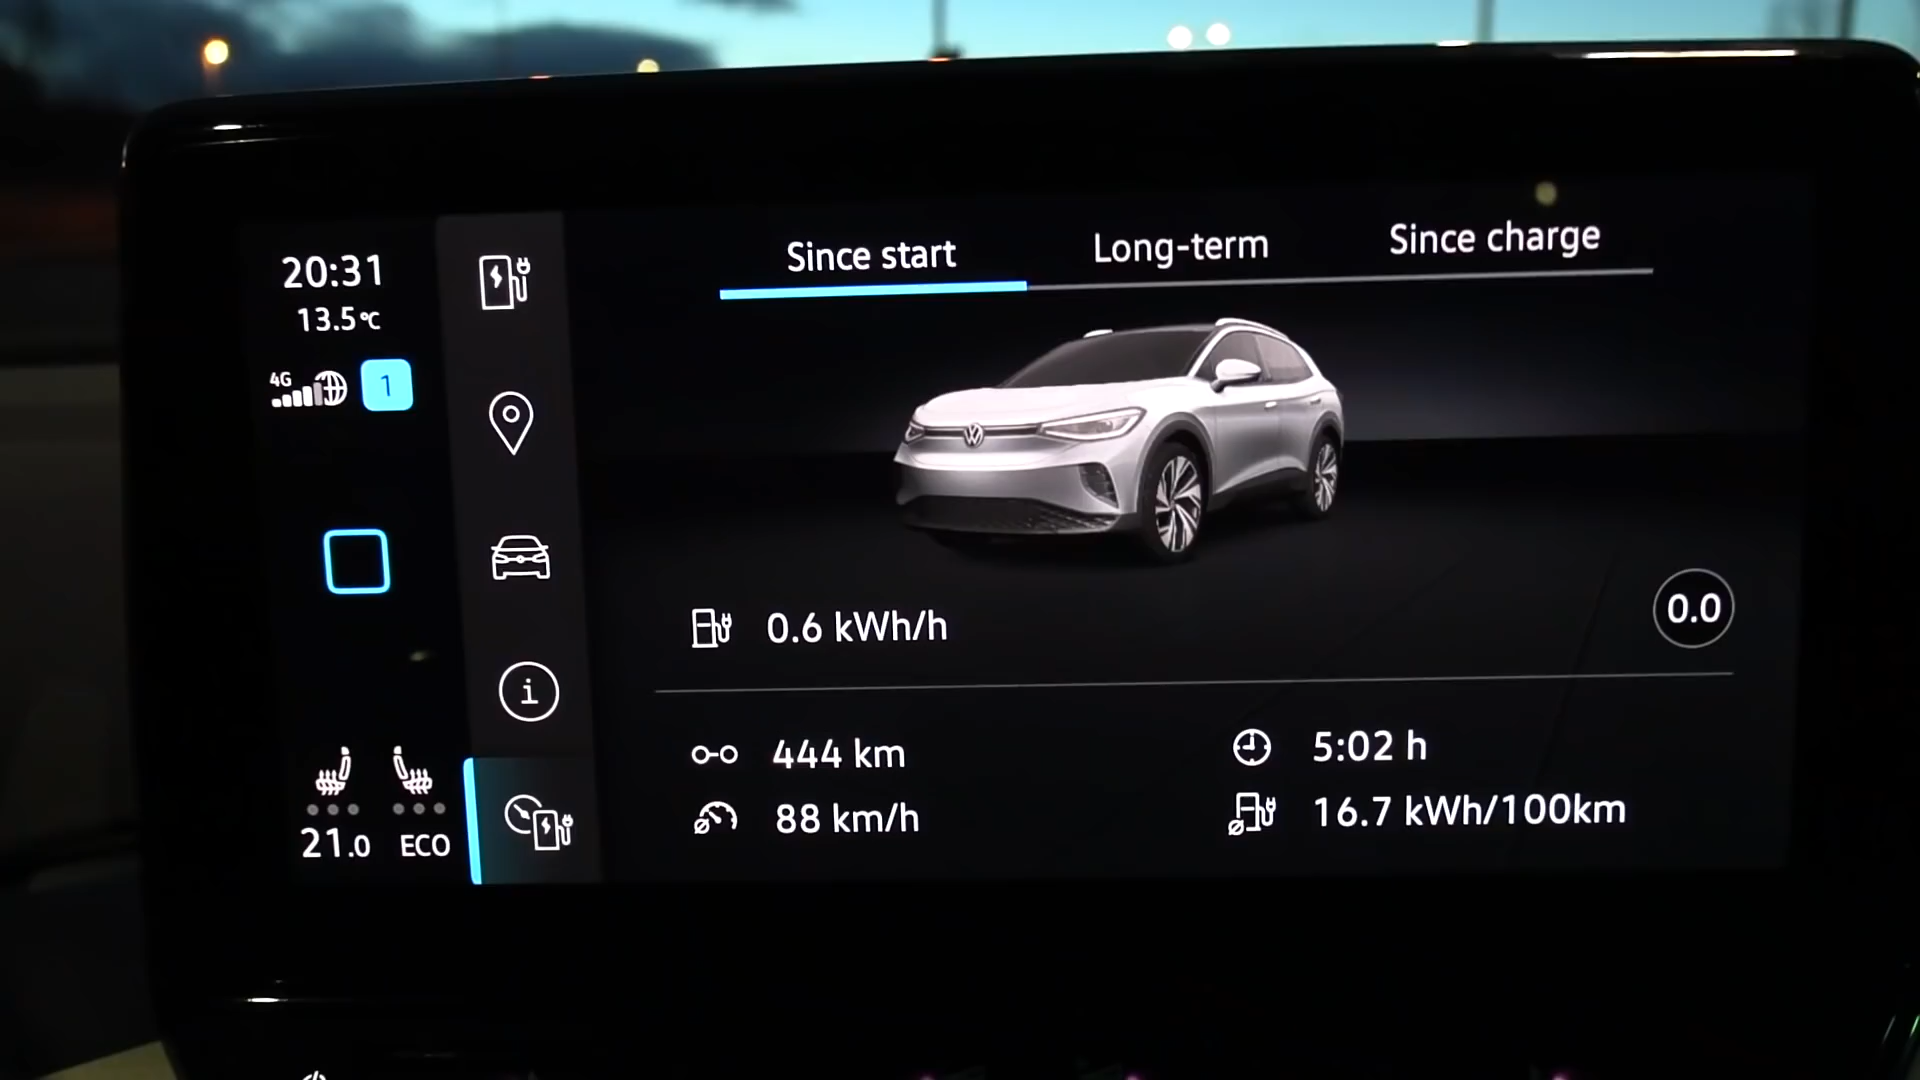 Since start Long-term Since charge
20:31
13.5°C
4G 1
0.6 kWh/h 0.0
444 km 5:02 h
88 km/h 16.7 kWh/100km
21.0 ECO